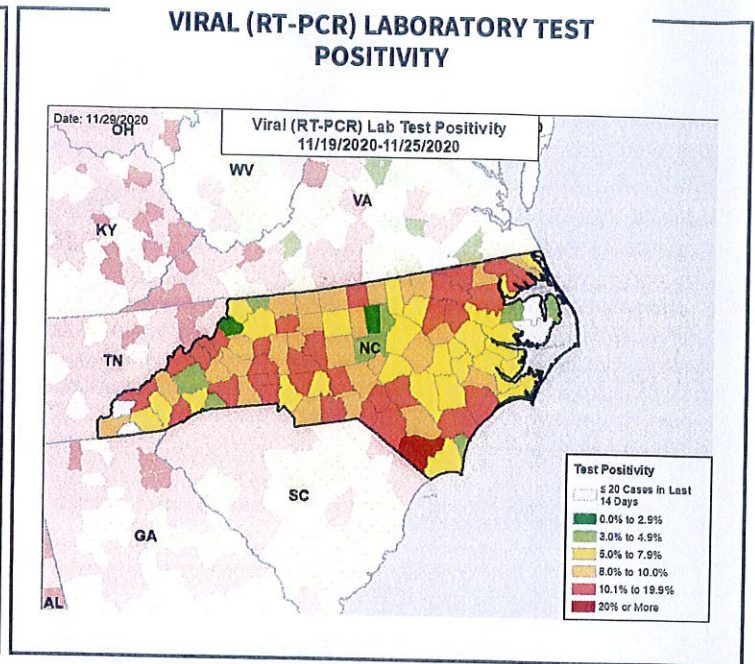 VIRAL (RT-PCR) LABORATORY TEST
POSITIVITY
Date: 11/29/2020
Viral (RT-PCR) Lab Test Positivity
11/19/2020-11/25/2020
OH
WV
VA
KY
TN
NC
SC
GA
AL
Test Positivity
≤ 20 Cases in Last
14 Days
0.0% to 2.9%
3.0% to 4.9%
5.0% to 7.9%
8.0% to 10.0%
10.1% to 19.9%
20% or More